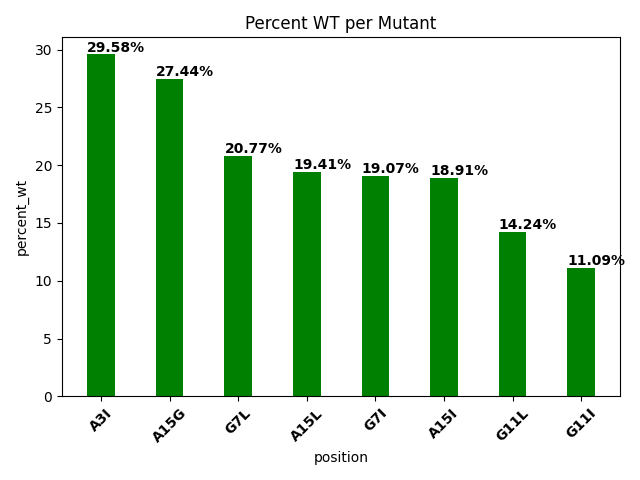 Percent WT per Mutant
percent_wt
30
25
20
15
10
5
0
29.58%
27.44%
20.77%
19.41%
19.07%
18.91%
14.24%
11.09%
A3I
A15G
G7L
A15L
G7I
A15I
G11L
G11I
position